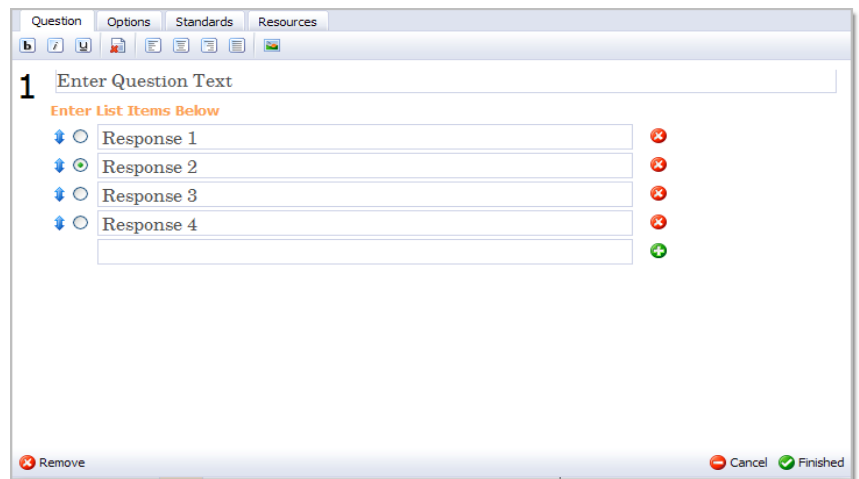 Question Options Standards Resources
b i U
1 Enter Question Text
Enter List Items Below
Response 1
Response 2
Response 3
Response 4
Remove Cancel Finished